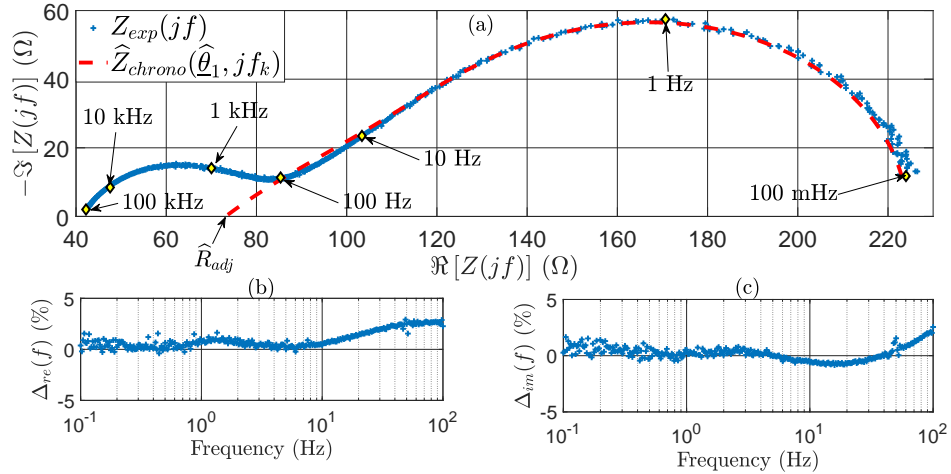 (a)
Z_exp(jf)
Ẑ_chrono(θ̂_1, jf_k)
−ℑ [Z(jf)] (Ω)
60
40
20
0
10 kHz
1 kHz
100 kHz
100 Hz
10 Hz
1 Hz
100 mHz
R̂_adj
40 60 80 100 120 140 160 180 200 220
ℜ [Z(jf)] (Ω)
(b)
Δ_re(f) (%)
5
0
-5
10^-1 10^0 10^1 10^2
Frequency (Hz)
(c)
Δ_im(f) (%)
5
0
-5
10^-1 10^0 10^1 10^2
Frequency (Hz)